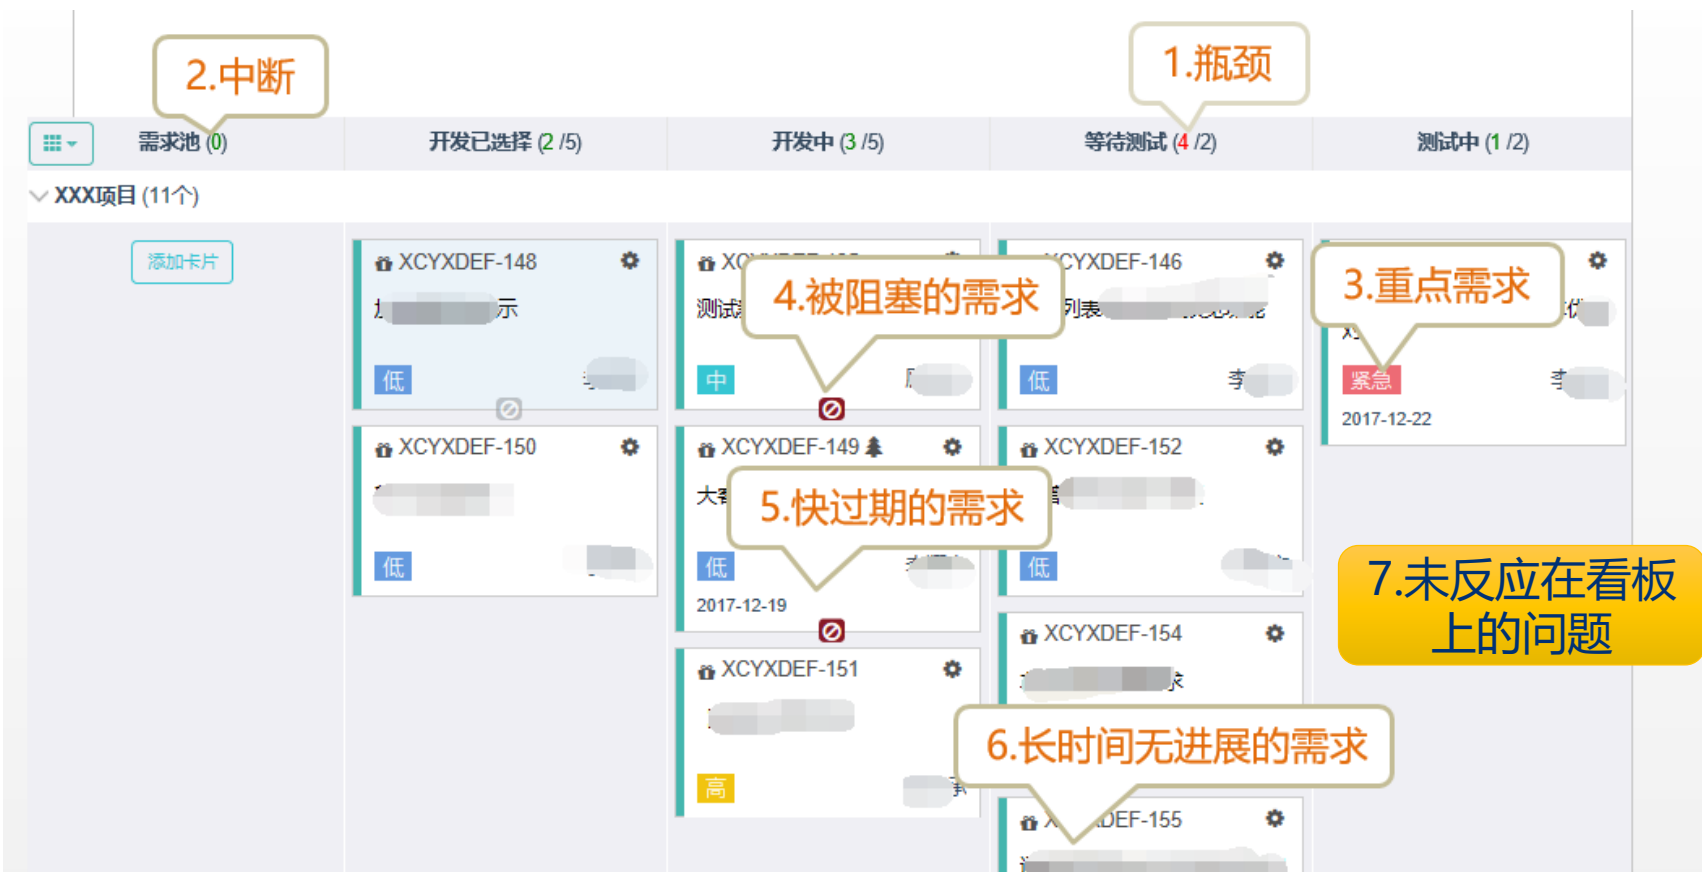 2.中断
1.瓶颈
需求池 (0)
开发已选择 (2 /5)
开发中 (3 /5)
等待测试 (4 /2)
测试中 (1 /2)
XXX项目 (11个)
添加卡片
XCYXDEF-148
示
低
XCYXDEF-150
低
测试
4.被阻塞的需求
中
XCYXDEF-149
大
5.快过期的需求
低
2017-12-19
XCYXDEF-151
高
CYXDEF-146
列表
低
李
XCYXDEF-152
低
XCYXDEF-154
求
6.长时间无进展的需求
DEF-155
3.重点需求
紧急
李
2017-12-22
7.未反应在看板
上的问题